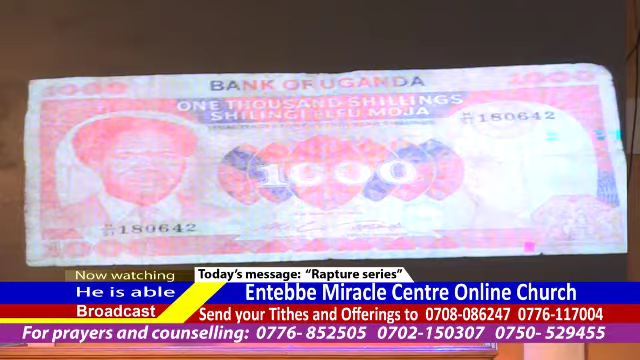 1000
BANK OF UGANDA
1000
ONE THOUSAND SHILLINGS
SHILINGI ELFU MOJA
180642
1000
180642
1000
Now watching
Today's message: "Rapture series"
He is able
Entebbe Miracle Centre Online Church
Broadcast
Send your Tithes and Offerings to 0708-086247 0776-117004
For prayers and counselling: 0776- 852505 0702-150307 0750- 529455